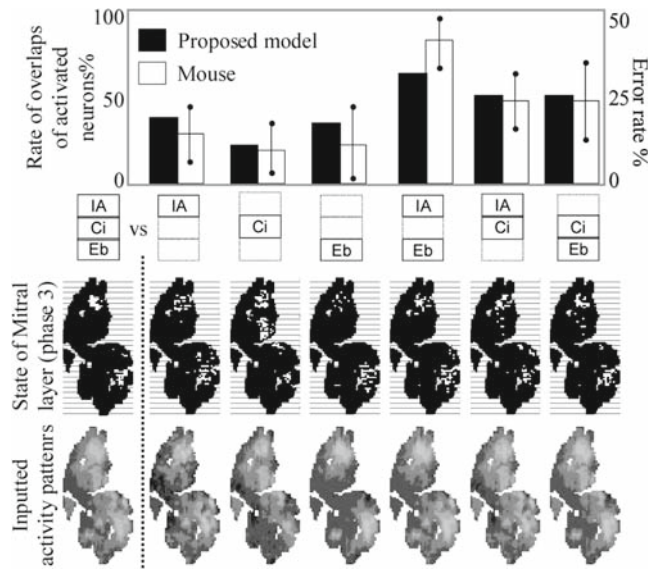 100
50
0
Rate of overlaps
of activated
neurons%
Proposed model
Mouse
50
25
0
Error rate %
IA
Ci
Eb
vs
IA
Ci
Eb
IA
Eb
IA
Ci
Ci
Eb
State of Mitral
layer (phase 3)
Inputted
activity pattenrs